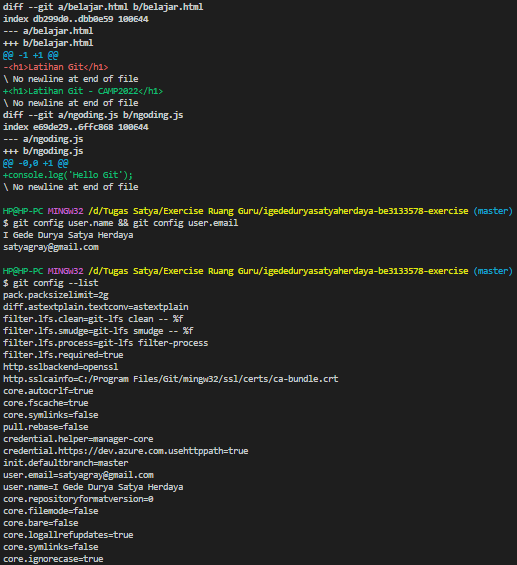 diff --git a/belajar.html b/belajar.html
index db299d0..dbb0e59 100644
--- a/belajar.html
+++ b/belajar.html
@@ -1 +1 @@
-<h1>Latihan Git</h1>
\ No newline at end of file
+<h1>Latihan Git - CAMP2022</h1>
\ No newline at end of file
diff --git a/ngoding.js b/ngoding.js
index e69de29..6ffc868 100644
--- a/ngoding.js
+++ b/ngoding.js
@@ -0,0 +1 @@
+console.log('Hello Git');
\ No newline at end of file
HP@HP-PC MINGW32 /d/Tugas Satya/Exercise Ruang Guru/igededuryasatyaherdaya-be3133578-exercise (master)
$ git config user.name && git config user.email
I Gede Durya Satya Herdaya
satyagray@gmail.com
HP@HP-PC MINGW32 /d/Tugas Satya/Exercise Ruang Guru/igededuryasatyaherdaya-be3133578-exercise (master)
$ git config --list
pack.packsizelimit=2g
diff.astextplain.textconv=astextplain
filter.lfs.clean=git-lfs clean -- %f
filter.lfs.smudge=git-lfs smudge -- %f
filter.lfs.process=git-lfs filter-process
filter.lfs.required=true
http.sslbackend=openssl
http.sslcainfo=C:/Program Files/Git/mingw32/ssl/certs/ca-bundle.crt
core.autocrlf=true
core.fscache=true
core.symlinks=false
pull.rebase=false
credential.helper=manager-core
credential.https://dev.azure.com.usehttppath=true
init.defaultbranch=master
user.email=satyagray@gmail.com
user.name=I Gede Durya Satya Herdaya
core.repositoryformatversion=0
core.filemode=false
core.bare=false
core.logallrefupdates=true
core.symlinks=false
core.ignorecase=true